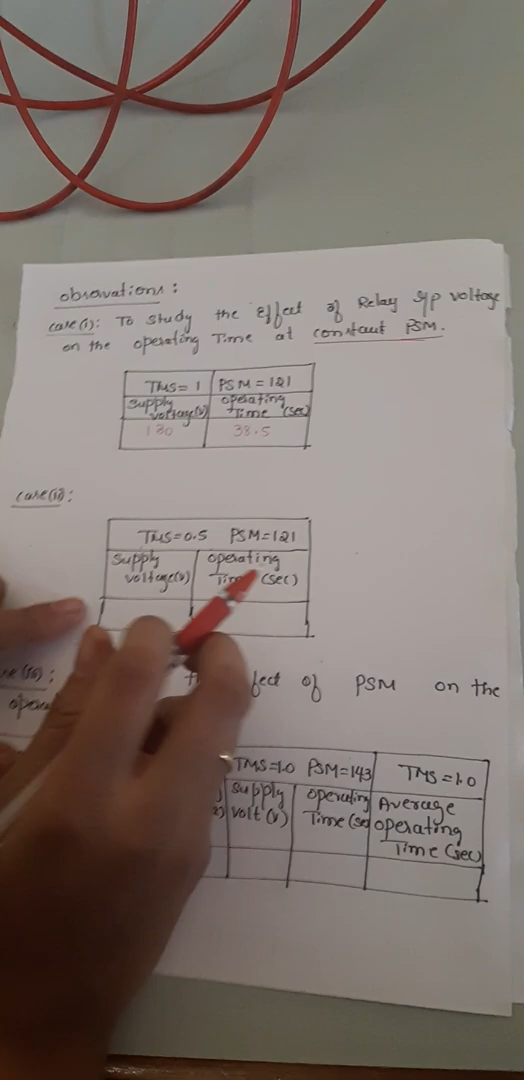 obsavations:
case(i): To study the Effect of Relay I/p voltage
on the operating Time at constant PSM.
TMS=1 PSM=121
Supply voltage(v) operating Time (sec)
130 38.5
case(ii):
TMS=0.5 PSM=121
Supply voltage(v) operating Time (sec)
of PSM on the
TMS=1.0 PSM=143 TMS=1.0
Supply volt'(v) operating Time (sec Average operating Time (sec)